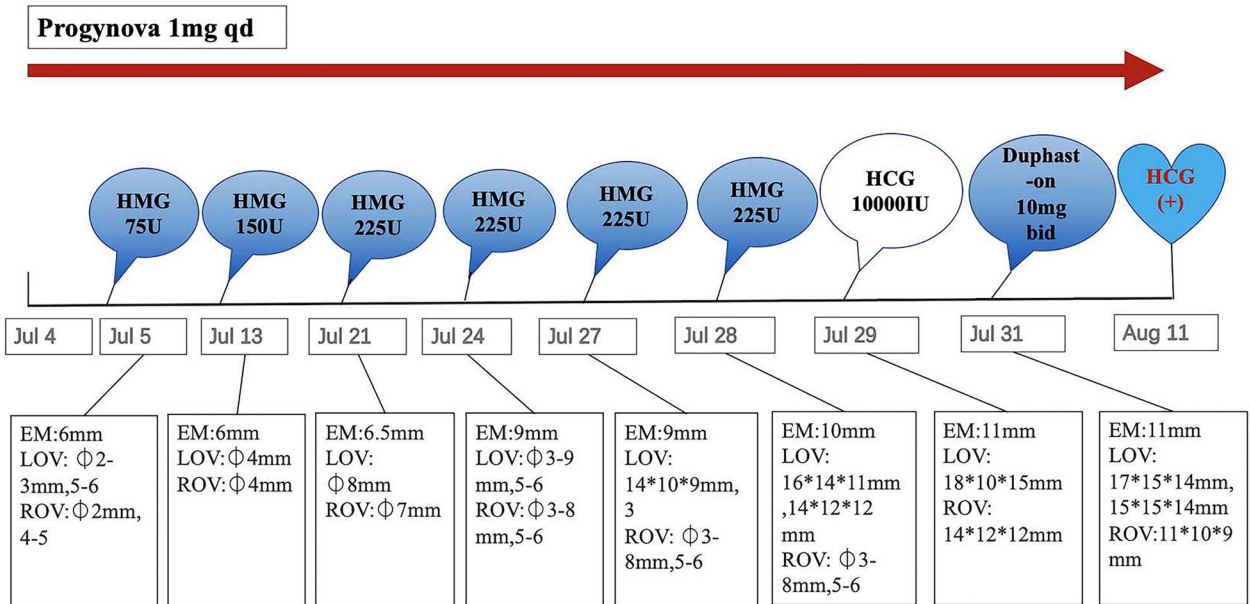 Progynova 1mg qd
HMG
75U
HMG
150U
HMG
225U
HMG
225U
HMG
225U
HMG
225U
HCG
10000IU
Duphast
-on
10mg
bid
HCG
(+)
Jul 4
Jul 5
Jul 13
Jul 21
Jul 24
Jul 27
Jul 28
Jul 29
Jul 31
Aug 11
EM:6mm
LOV: Φ2-
3mm,5-6
ROV:Φ2mm,
4-5
EM:6mm
LOV:Φ4mm
ROV:Φ4mm
EM:6.5mm
LOV:
Φ8mm
ROV:Φ7mm
EM:9mm
LOV:Φ3-9
mm,5-6
ROV:Φ3-8
mm,5-6
EM:9mm
LOV:
14*10*9mm,
3
ROV: Φ3-
8mm,5-6
EM:10mm
LOV:
16*14*11mm
,14*12*12
mm
ROV: Φ3-
8mm,5-6
EM:11mm
LOV:
18*10*15mm
ROV:
14*12*12mm
EM:11mm
LOV:
17*15*14mm,
15*15*14mm
ROV:11*10*9
mm